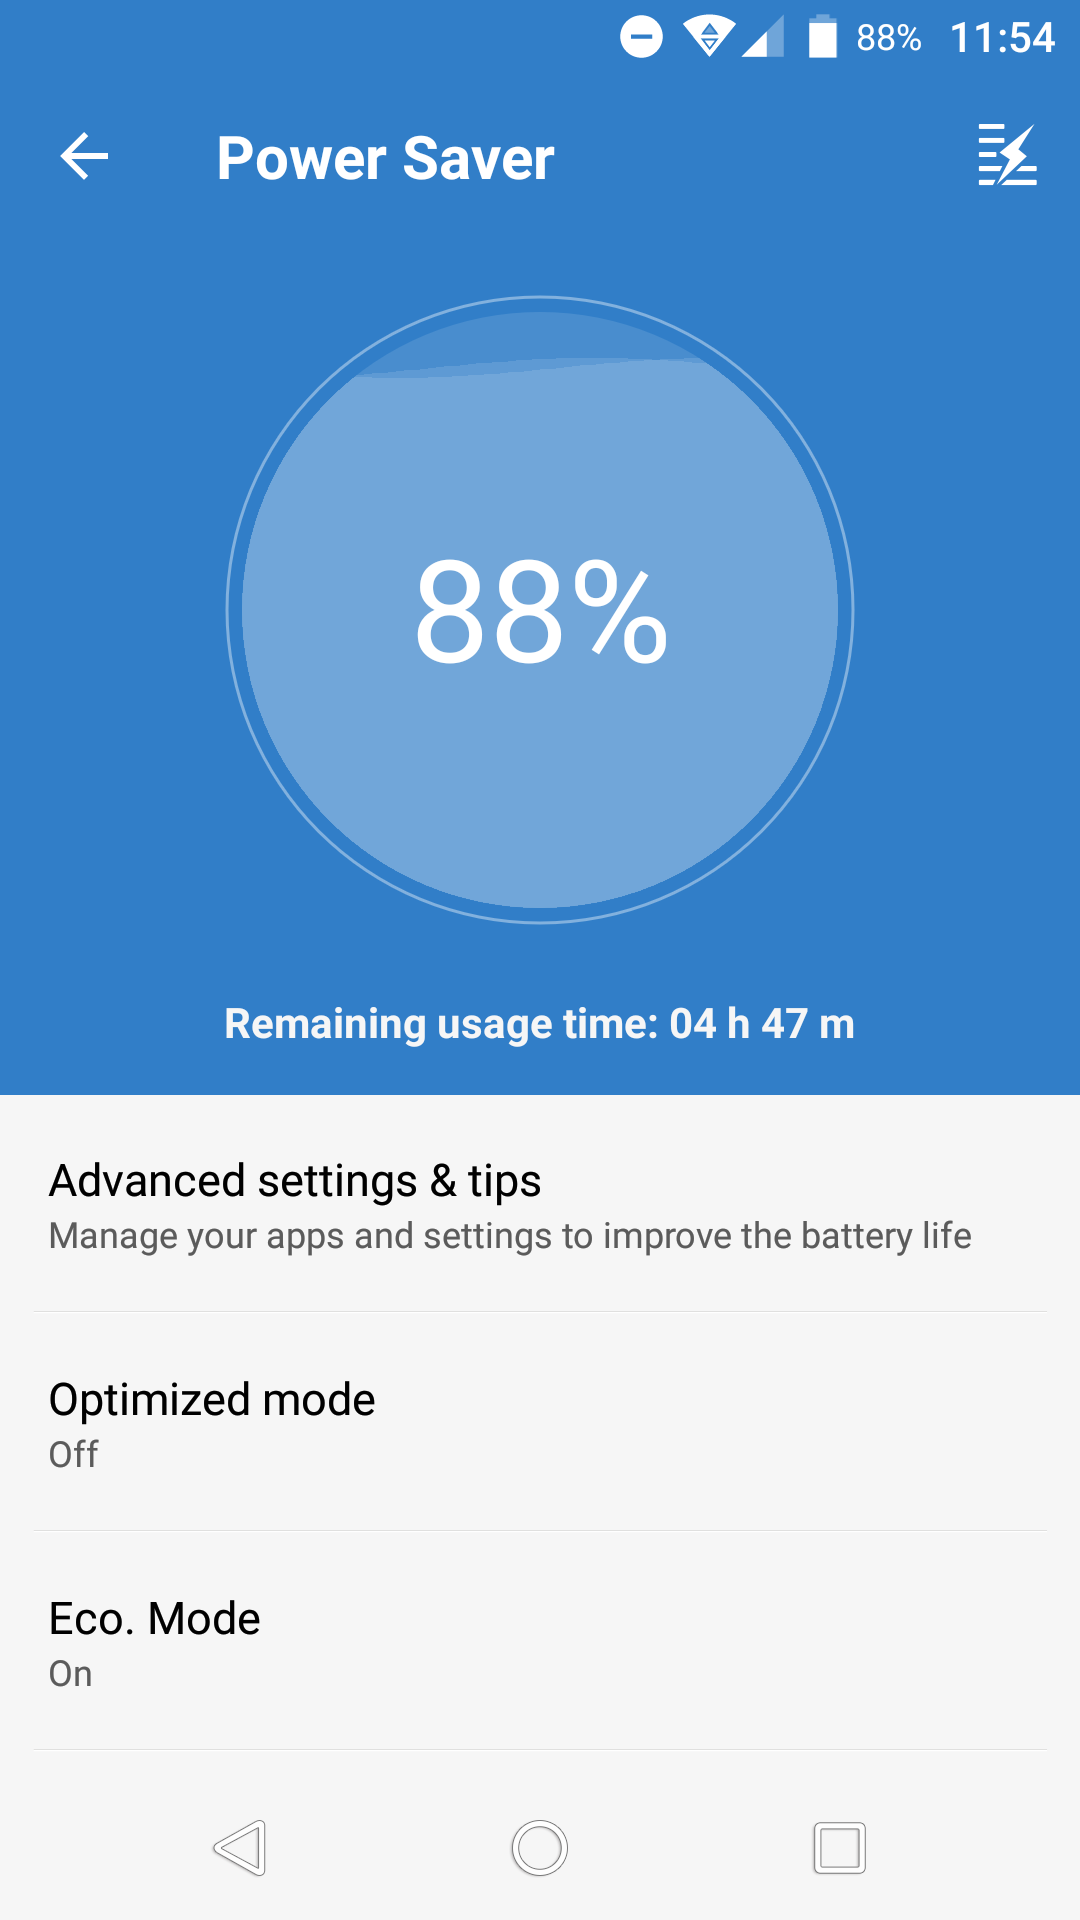 88% 11:54
Power Saver
88%
Remaining usage time: 04 h 47 m
Advanced settings & tips
Manage your apps and settings to improve the battery life
Optimized mode
Off
Eco. Mode
On